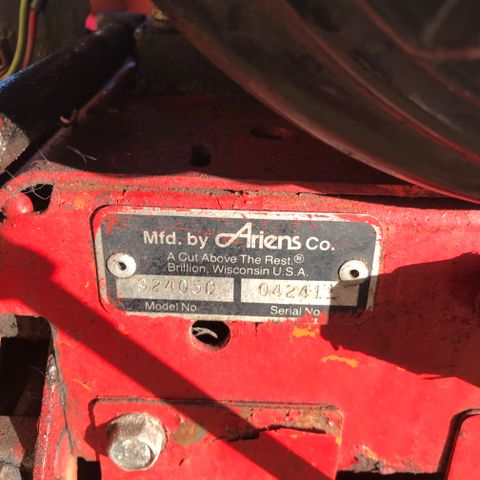 Mfd. by Ariens Co.
A Cut Above The Rest.®
Brillion, Wisconsin U.S.A.
924050
Model No. Serial No